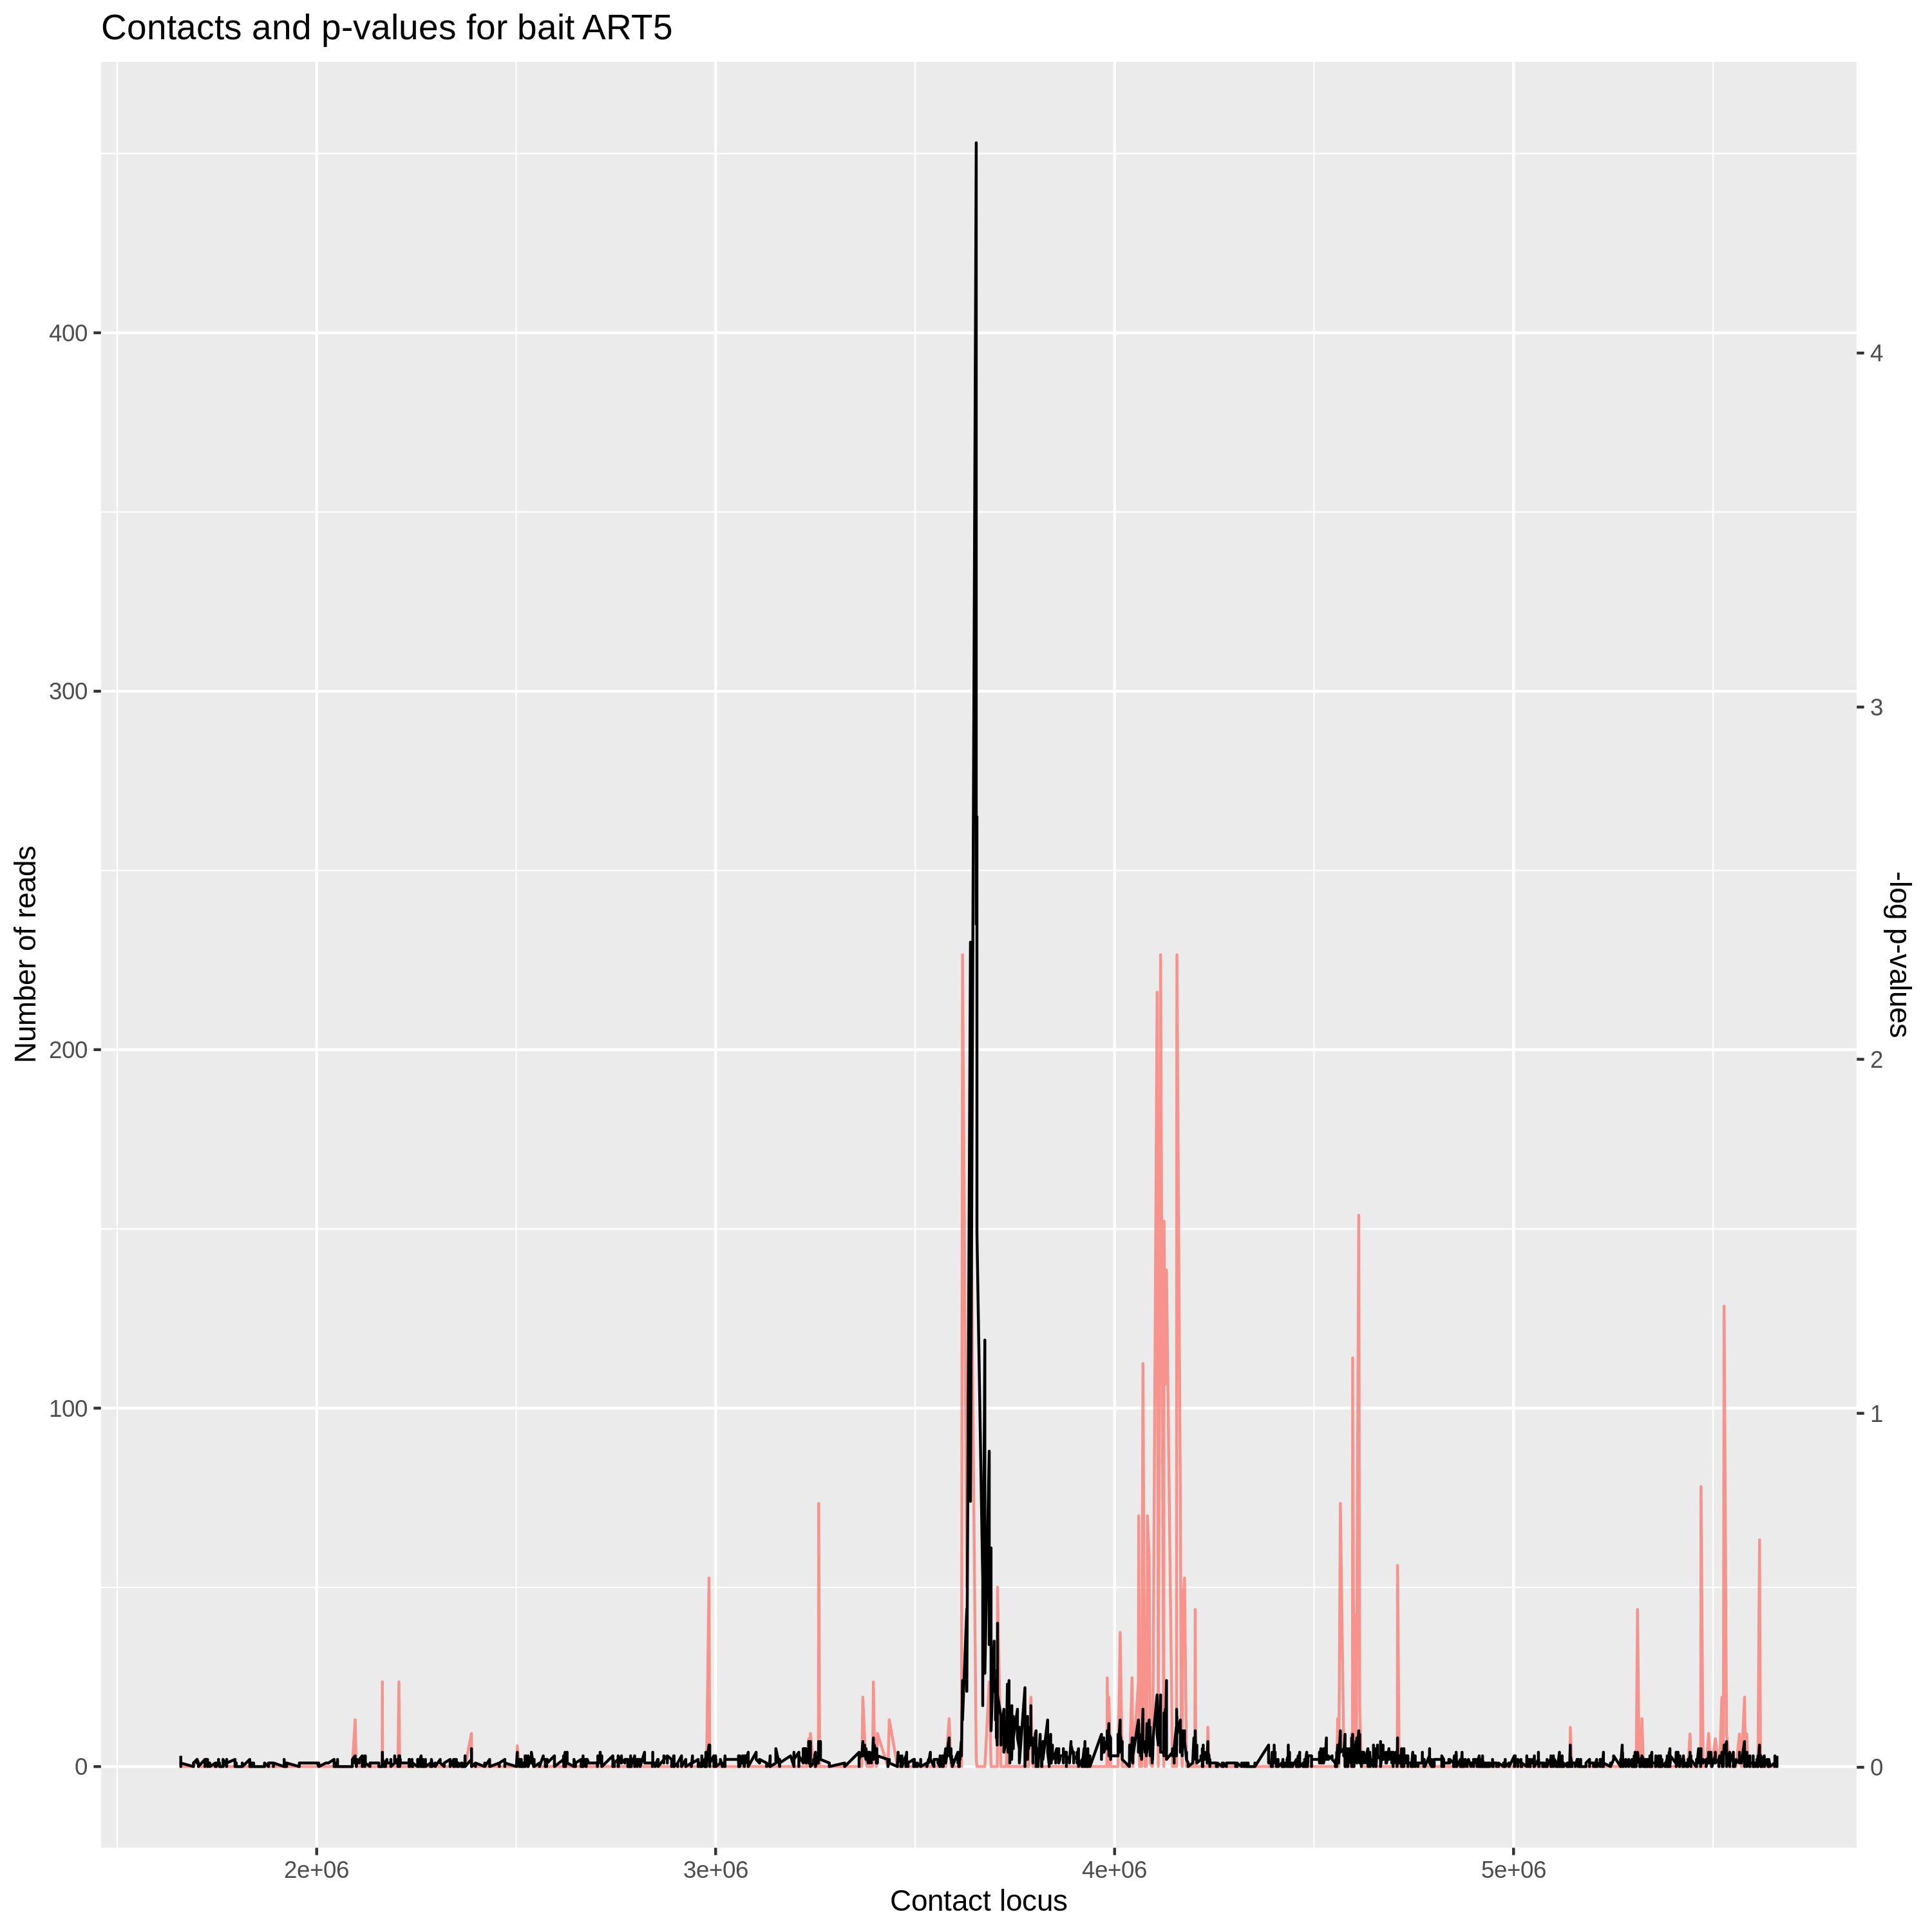 Contacts and p-values for bait ART5
400
300
200
100
0
4
3
2
1
0
Number of reads
-log p-values
2e+06
3e+06
4e+06
5e+06
Contact locus